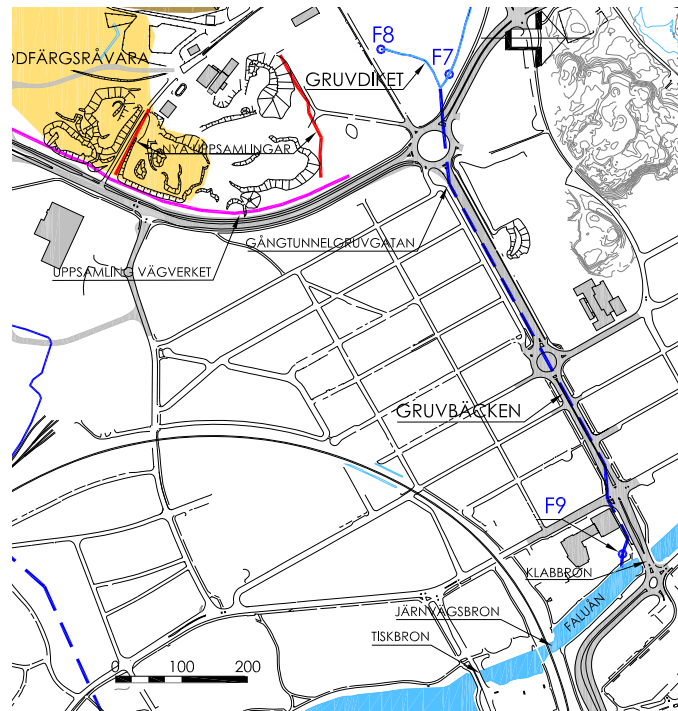 F8
F7
ODFÄRGSRÅVARA
GRUVDIKET
NYA UPPSAMLINGAR
GÅNGTUNNELGRUVGATAN
UPPSAMLING VÄGVERKET
GRUVBÄCKEN
F9
KLABBRON
JÄRNVÄGSBRON
FALUÅN
TISKBRON
0 100 200